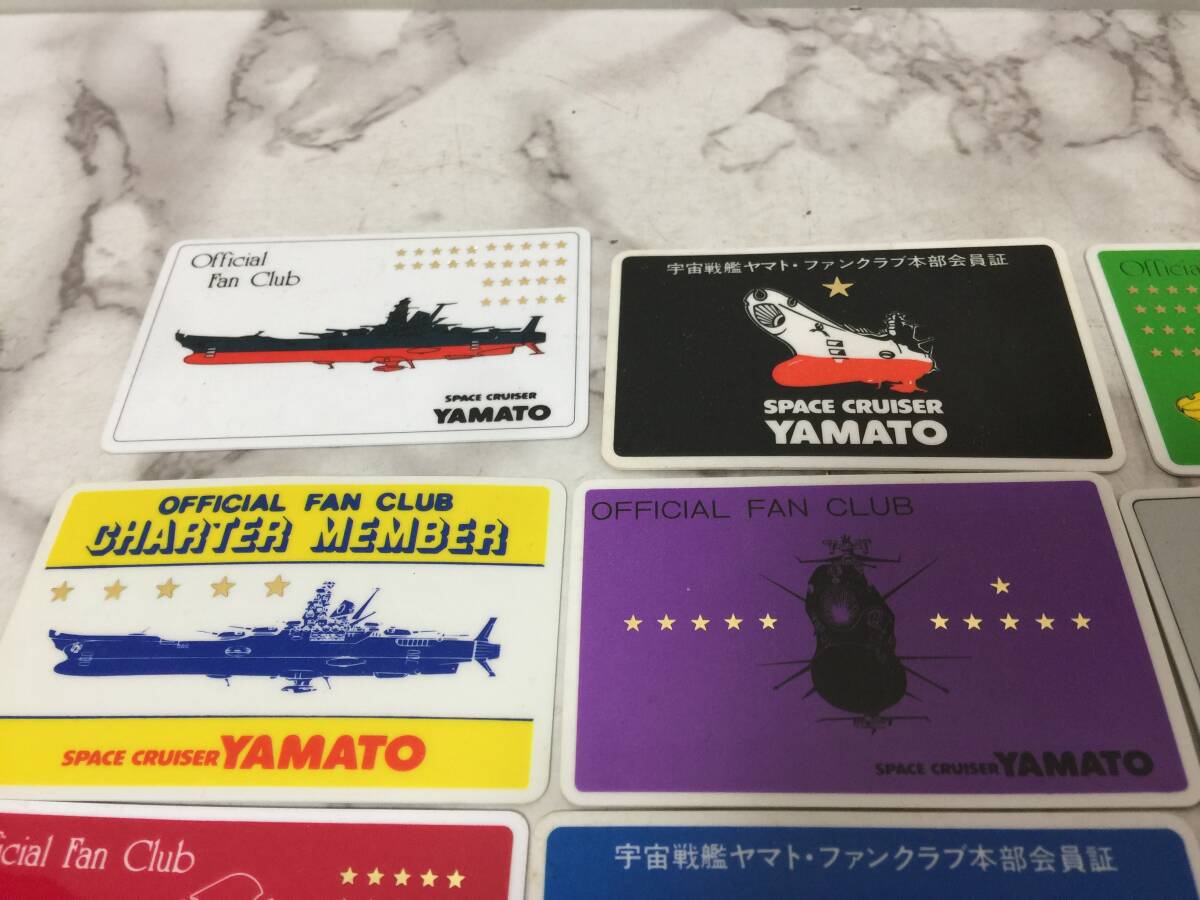 Official
Fan Club
SPACE CRUISER
YAMATO
宇宙戦艦ヤマト・ファンクラブ本部会員証
SPACE CRUISER
YAMATO
Official
OFFICIAL FAN CLUB
CHARTER MEMBER
SPACE CRUISER YAMATO
OFFICIAL FAN CLUB
SPACE CRUISER YAMATO
icial Fan Club
宇宙戦艦ヤマト・ファンクラブ本部会員証